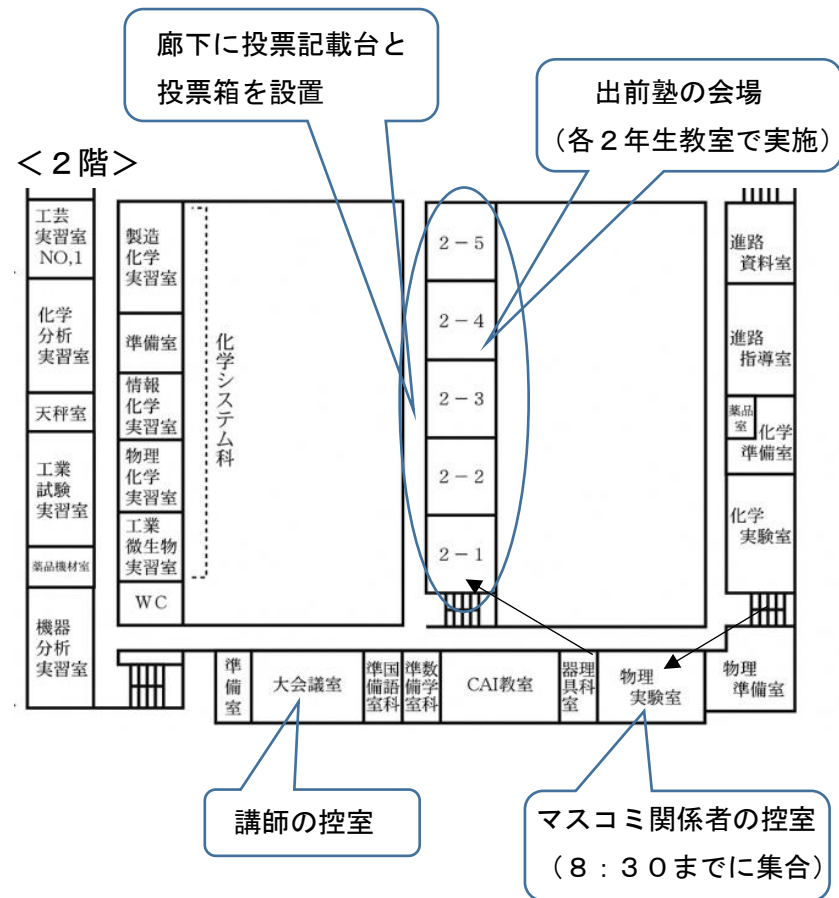 廊下に投票記載台と
投票箱を設置
出前塾の会場
（各２年生教室で実施）
＜２階＞
工芸
実習室
NO,1
化学
分析
実習室
天秤室
工業
試験
実習室
薬品機材室
機器
分析
実習室
製造
化学
実習室
準備室
情報
化学
実習室
物理
化学
実習室
工業
微生物
実習室
WC
化学システム科
２－５
２－４
２－３
２－２
２－１
進路
資料室
進路
指導室
薬品
室
化学
準備室
化学
実験室
物理
準備室
準備室
大会議室
国語科
準備室
数学科
準備室
CAI教室
理科
器具室
物理
実験室
講師の控室
マスコミ関係者の控室
（８：３０までに集合）